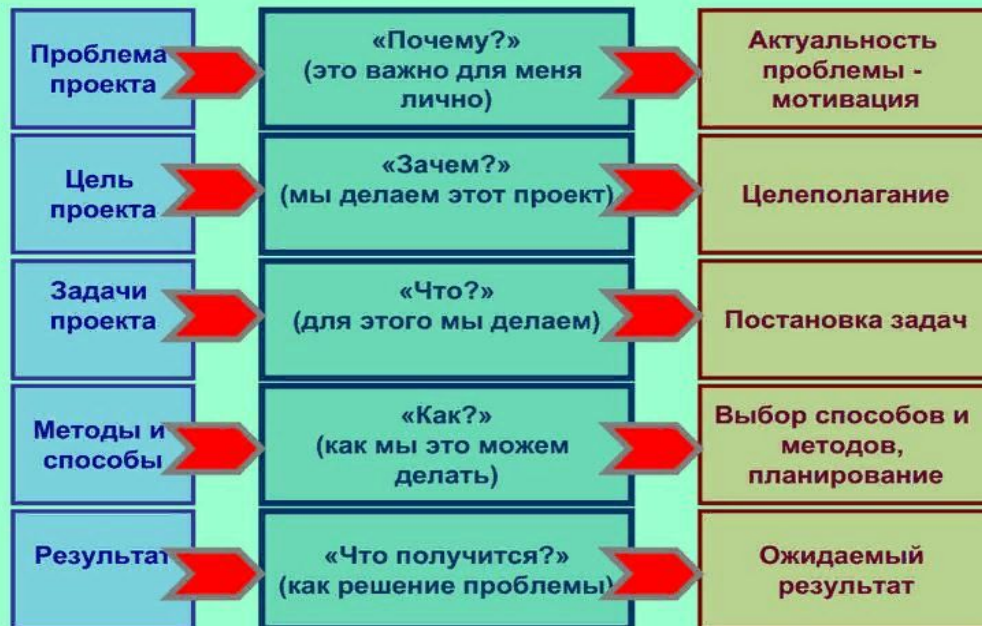 Проблема
проекта
«Почему?»
(это важно для меня
лично)
Актуальность
проблемы -
мотивация
Цель
проекта
«Зачем?»
(мы делаем этот проект)
Целеполагание
Задачи
проекта
«Что?»
(для этого мы делаем)
Постановка задач
Методы и
способы
«Как?»
(как мы это можем
делать)
Выбор способов и
методов,
планирование
Результат
«Что получится?»
(как решение проблемы)
Ожидаемый
результат